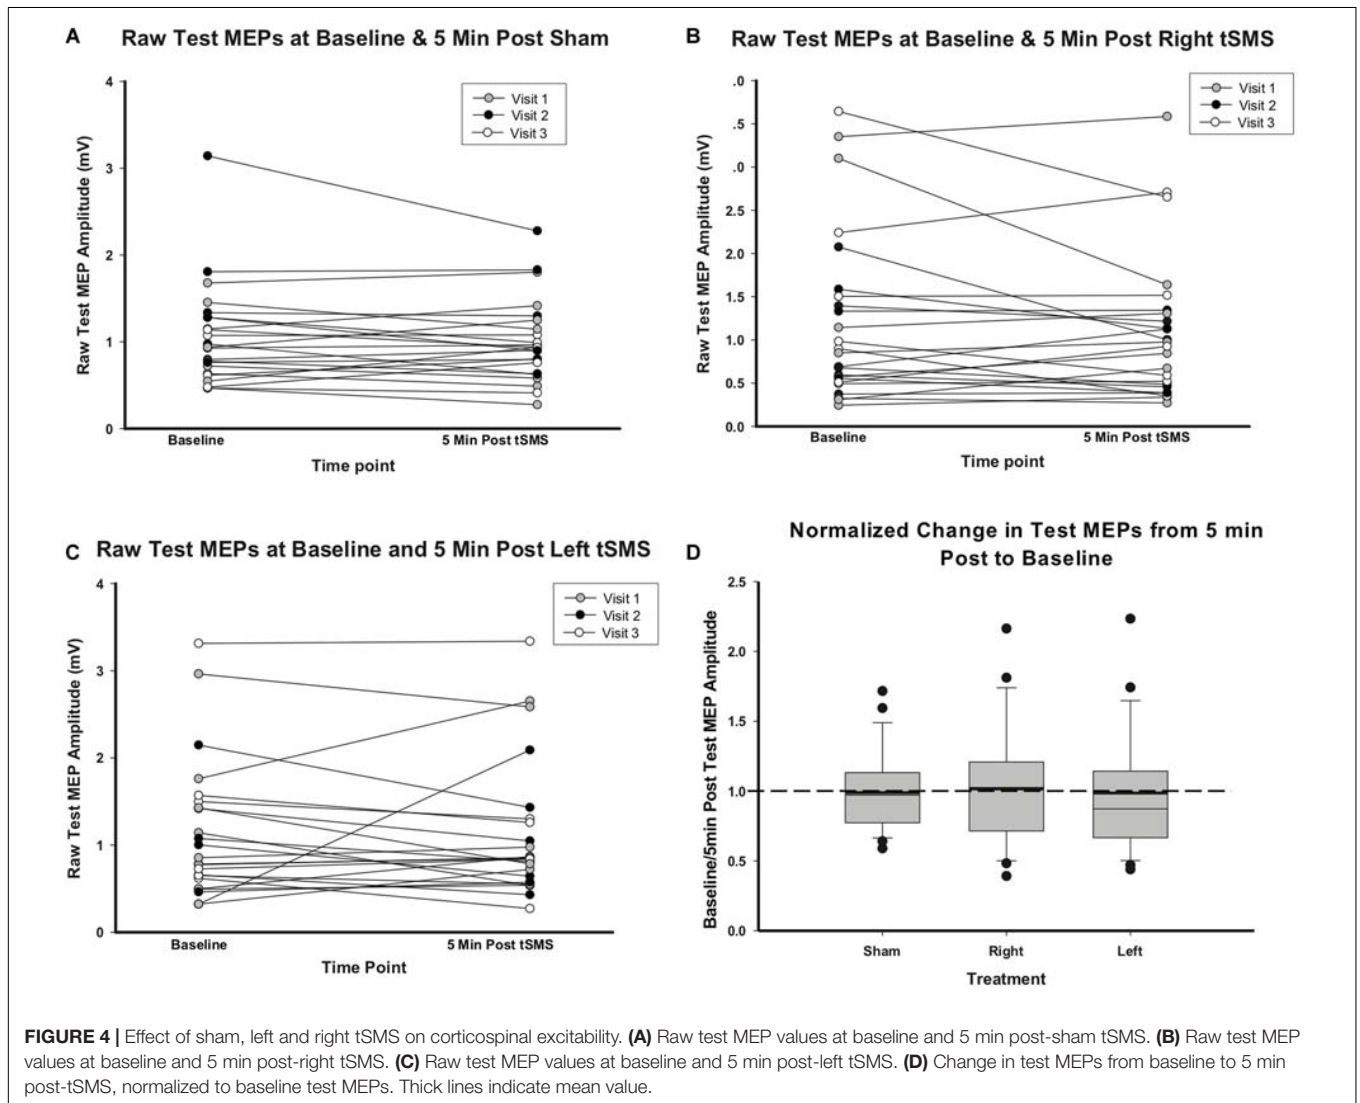 A Raw Test MEPs at Baseline & 5 Min Post Sham
4
3
2
1
0
Raw Test MEP Amplitude (mV)
Visit 1
Visit 2
Visit 3
Baseline
5 Min Post tSMS
Time point
B Raw Test MEPs at Baseline & 5 Min Post Right tSMS
.0
.5
.0
2.5
2.0
1.5
1.0
0.5
0.0
Raw Test MEP Amplitude (mV)
Visit 1
Visit 2
Visit 3
Baseline
5 Min Post tSMS
Time point
C Raw Test MEPs at Baseline and 5 Min Post Left tSMS
4
3
2
1
0
Raw Test MEP Amplitude (mV)
Visit 1
Visit 2
Visit 3
Baseline
5 Min Post tSMS
Time Point
D Normalized Change in Test MEPs from 5 min
Post to Baseline
2.5
2.0
1.5
1.0
0.5
0.0
Baseline/5min Post Test MEP Amplitude
Sham
Right
Left
Treatment
FIGURE 4 | Effect of sham, left and right tSMS on corticospinal excitability. (A) Raw test MEP values at baseline and 5 min post-sham tSMS. (B) Raw test MEP
values at baseline and 5 min post-right tSMS. (C) Raw test MEP values at baseline and 5 min post-left tSMS. (D) Change in test MEPs from baseline to 5 min
post-tSMS, normalized to baseline test MEPs. Thick lines indicate mean value.